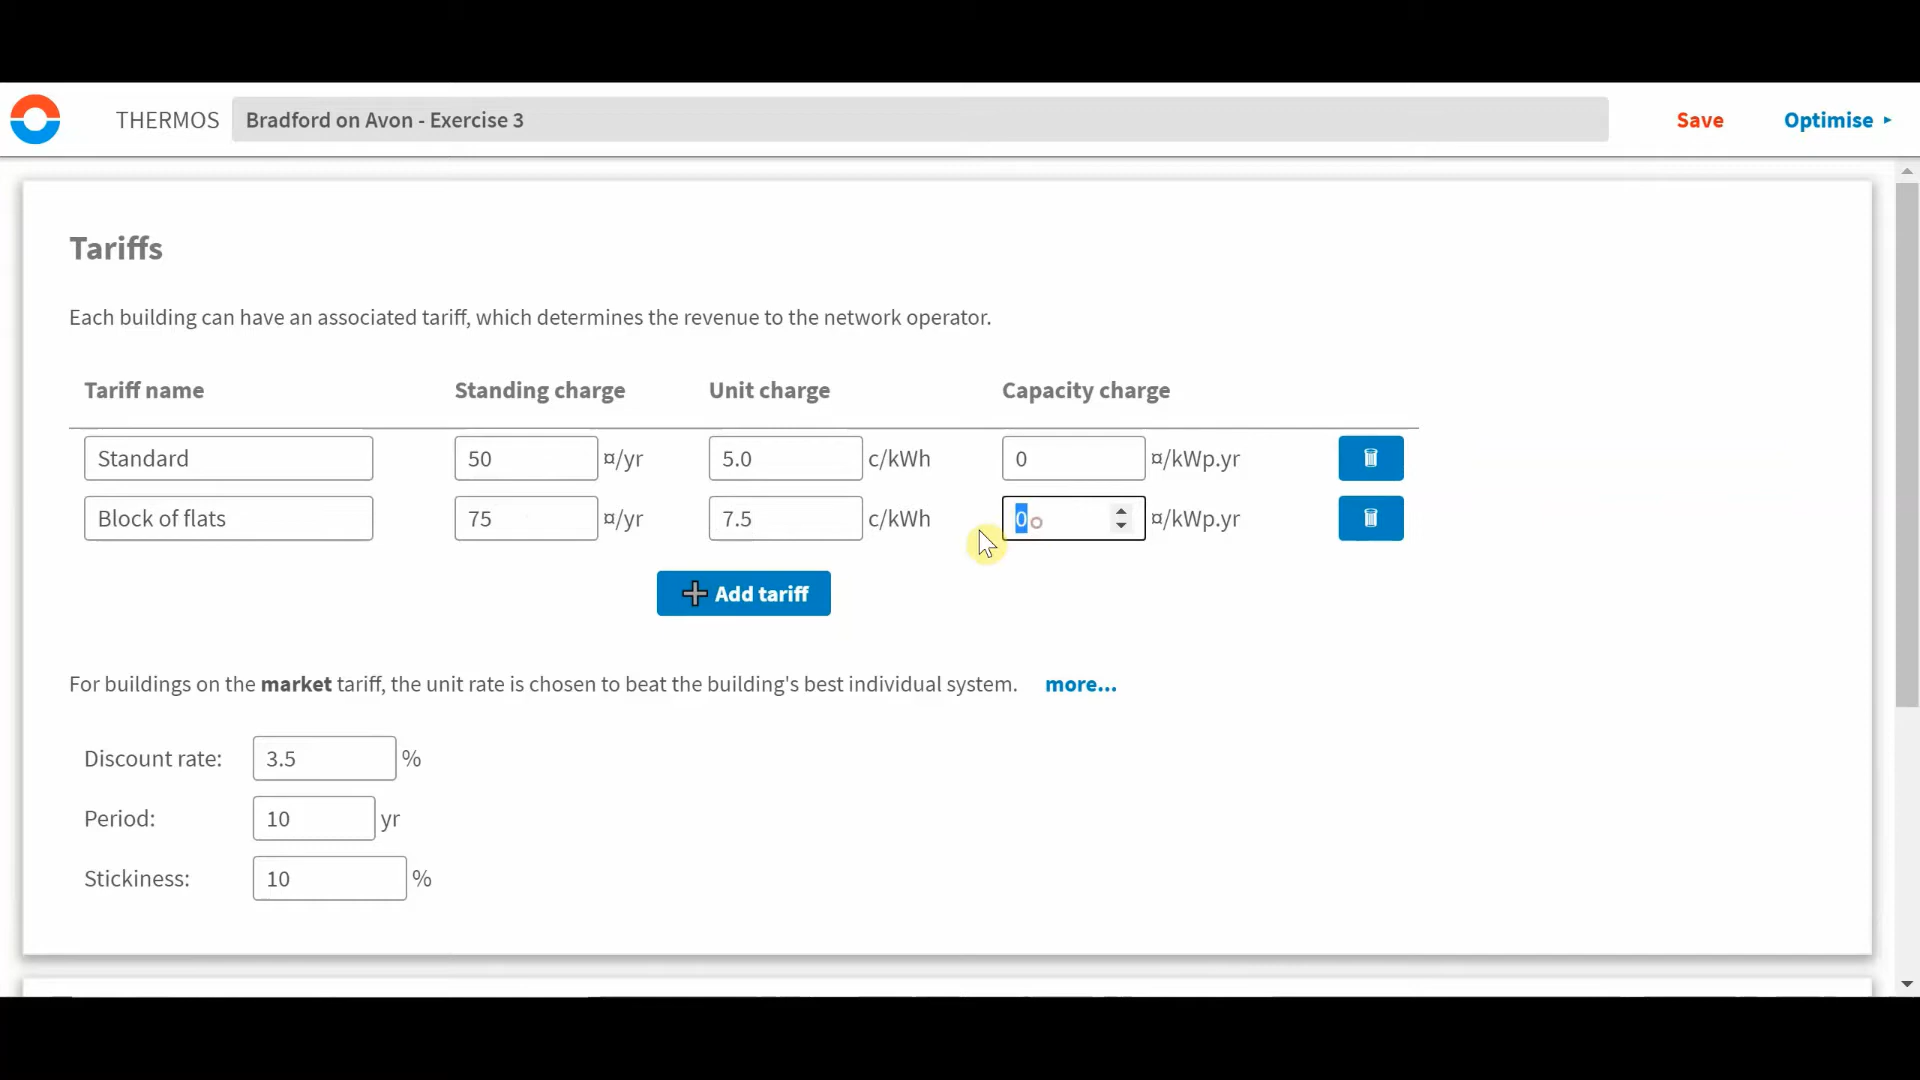 THERMOS Bradford on Avon - Exercise 3 Save Optimise ▸
Tariffs
Each building can have an associated tariff, which determines the revenue to the network operator.
Tariff name Standing charge Unit charge Capacity charge
Standard 50 ¤/yr 5.0 c/kWh 0 ¤/kWp.yr
Block of flats 75 ¤/yr 7.5 c/kWh 0 ¤/kWp.yr
Add tariff
For buildings on the market tariff, the unit rate is chosen to beat the building's best individual system. more...
Discount rate: 3.5 %
Period: 10 yr
Stickiness: 10 %